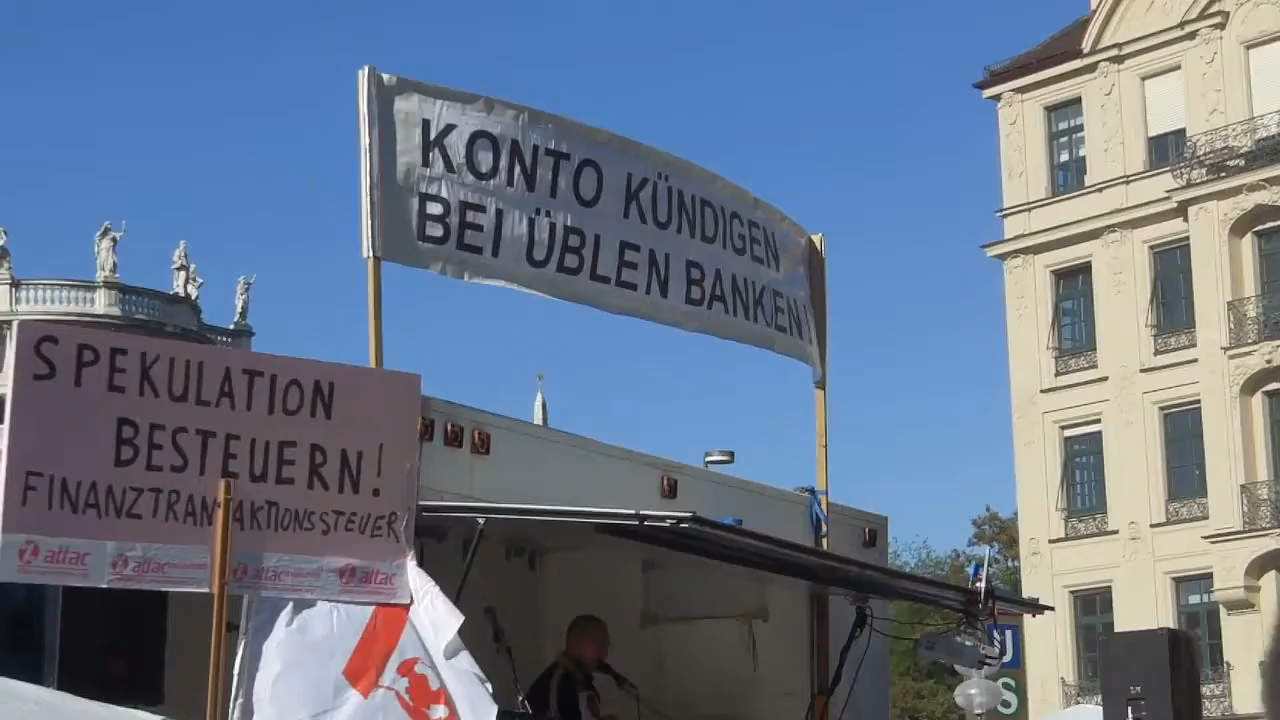 KONTO KÜNDIGEN
BEI ÜBLEN BANKEN!
SPEKULATION
BESTEUERN!
FINANZTRANSAKTIONSSTEUER
attac attac attac attac
U
S